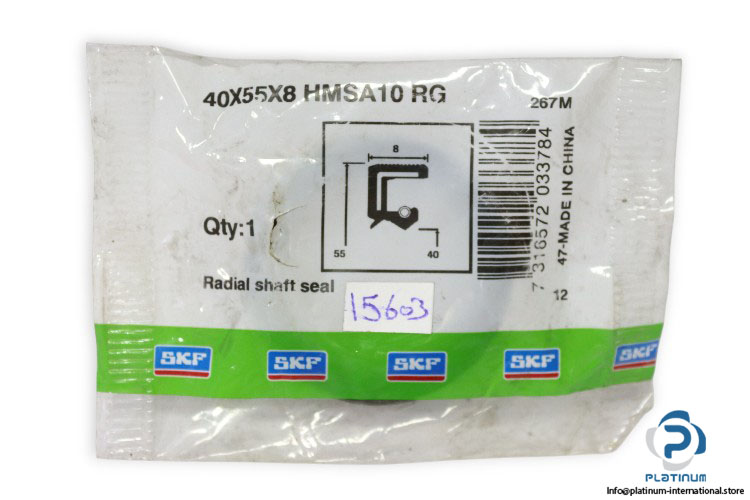 40X55X8 HMSA10 RG
267M
8
55
40
Qty:1
Radial shaft seal
7 316572 033784
47-MADE IN CHINA
12
15603
SKF SKF SKF SKF SKF
PLATINUM
Info@platinum-international.store